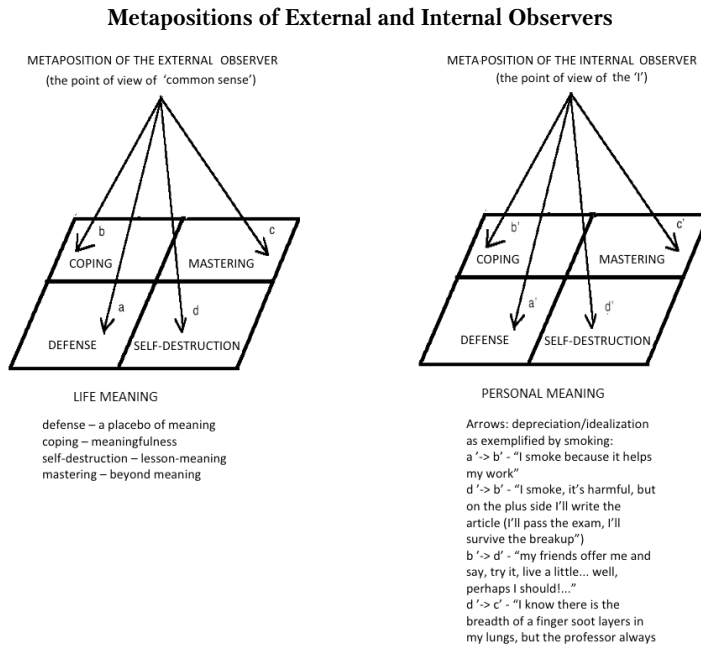 Metapositions of External and Internal Observers
METAPOSITION OF THE EXTERNAL OBSERVER
(the point of view of 'common sense')
b
c
COPING
MASTERING
a
d
DEFENSE
SELF-DESTRUCTION
LIFE MEANING
defense – a placebo of meaning
coping – meaningfulness
self-destruction – lesson-meaning
mastering – beyond meaning
METAPOSITION OF THE INTERNAL OBSERVER
(the point of view of the 'I')
b'
c'
COPING
MASTERING
a'
d'
DEFENSE
SELF-DESTRUCTION
PERSONAL MEANING
Arrows: depreciation/idealization
as exemplified by smoking:
a '-> b' - "I smoke because it helps
my work"
d '-> b' - "I smoke, it's harmful, but
on the plus side I'll write the
article (I'll pass the exam, I'll
survive the breakup")
b '-> d' - "my friends offer me and
say, try it, live a little... well,
perhaps I should!..."
d '-> c' - "I know there is the
breadth of a finger soot layers in
my lungs, but the professor always